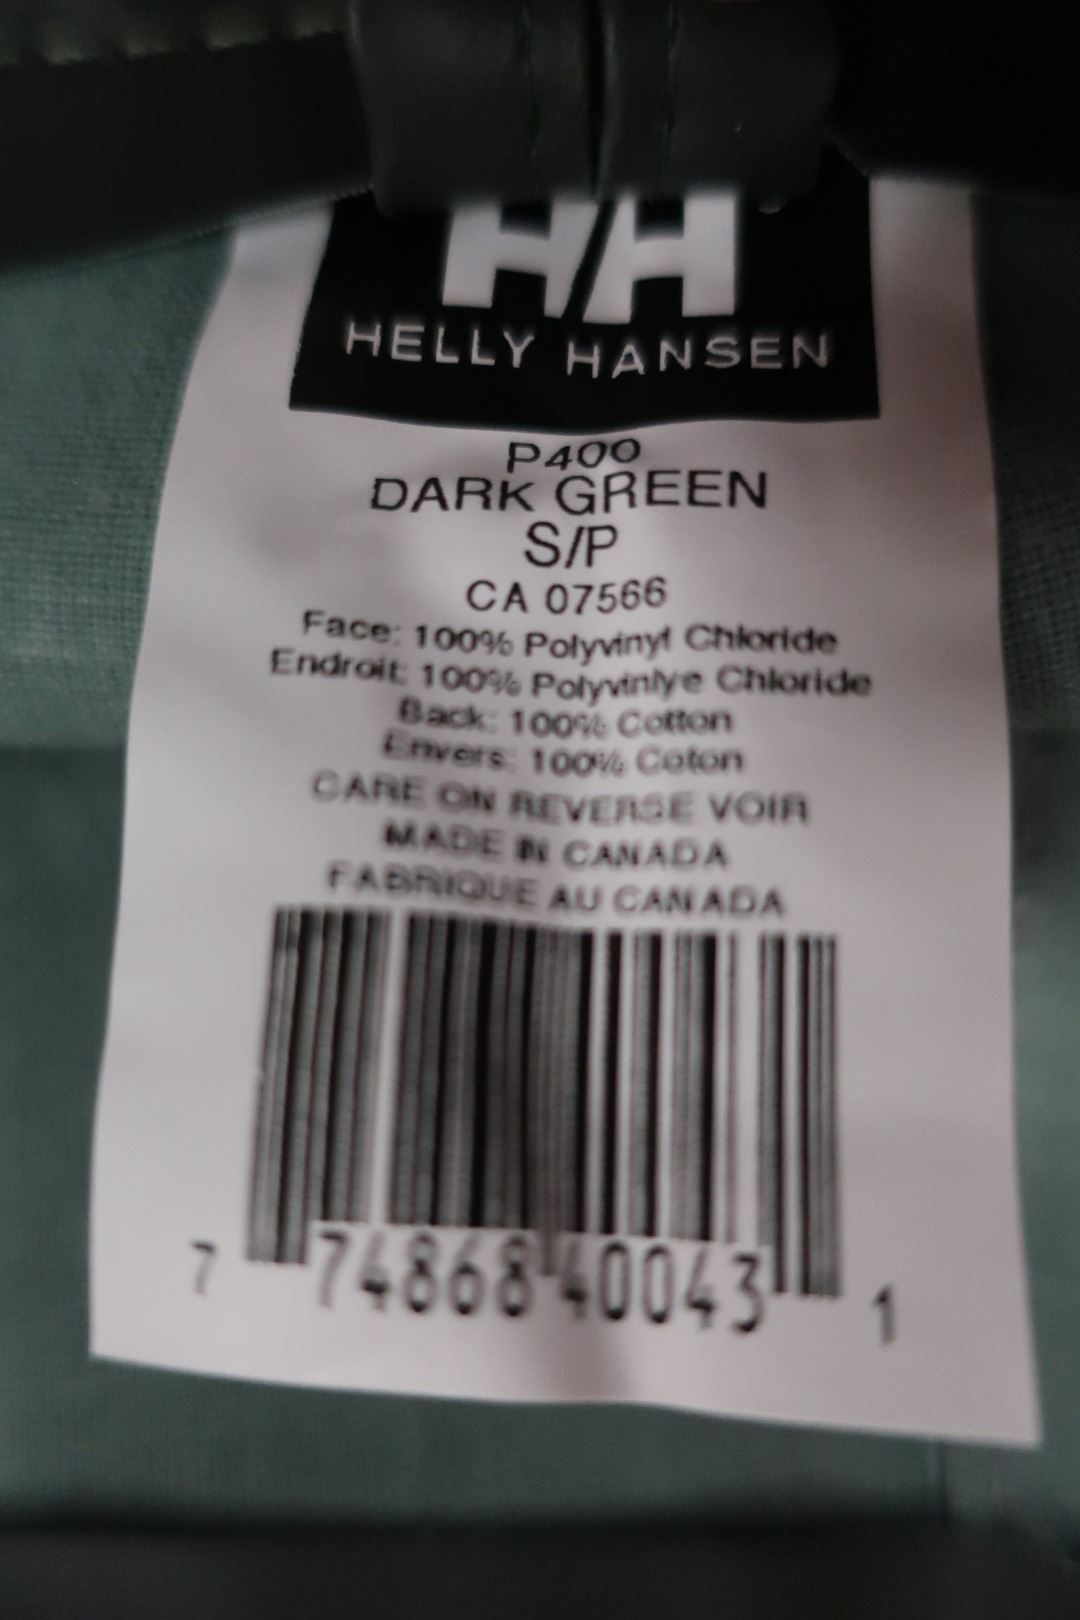 H/H
HELLY HANSEN
P400
DARK GREEN
S/P
CA 07566
Face: 100% Polyvinyl Chloride
Endroit: 100% Polyvinlye Chloride
Back: 100% Cotton
Envers: 100% Coton
CARE ON REVERSE VOIR
MADE IN CANADA
FABRIQUE AU CANADA
7 74868 40043 1